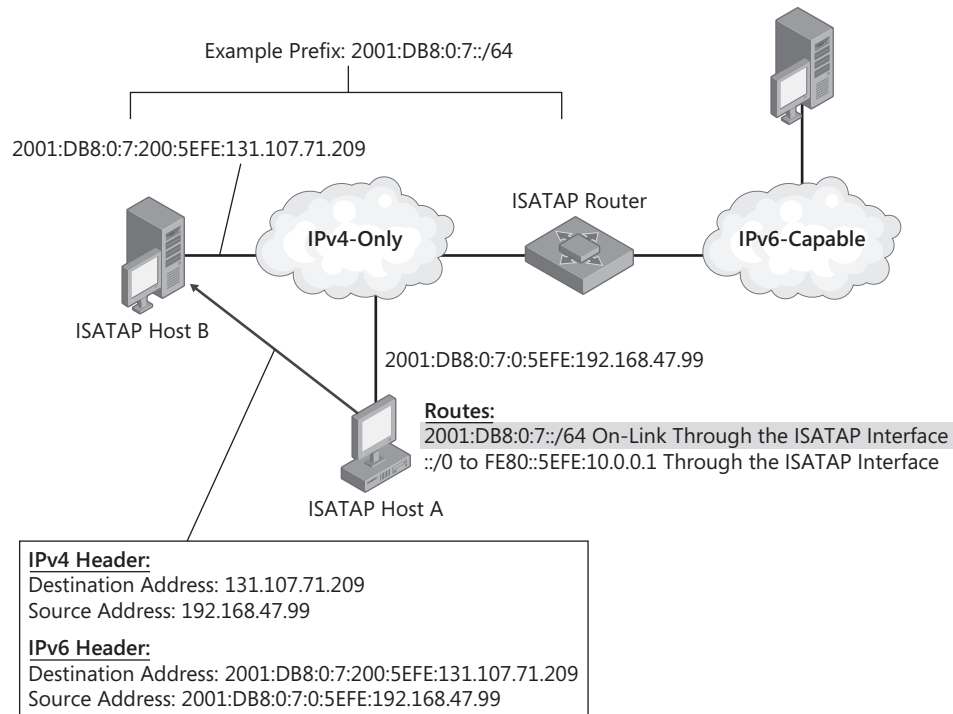 Example Prefix: 2001:DB8:0:7::/64
2001:DB8:0:7:200:5EFE:131.107.71.209
ISATAP Router
IPv4-Only
IPv6-Capable
ISATAP Host B
2001:DB8:0:7:0:5EFE:192.168.47.99
Routes:
2001:DB8:0:7::/64 On-Link Through the ISATAP Interface
::/0 to FE80::5EFE:10.0.0.1 Through the ISATAP Interface
ISATAP Host A
IPv4 Header:
Destination Address: 131.107.71.209
Source Address: 192.168.47.99
IPv6 Header:
Destination Address: 2001:DB8:0:7:200:5EFE:131.107.71.209
Source Address: 2001:DB8:0:7:0:5EFE:192.168.47.99